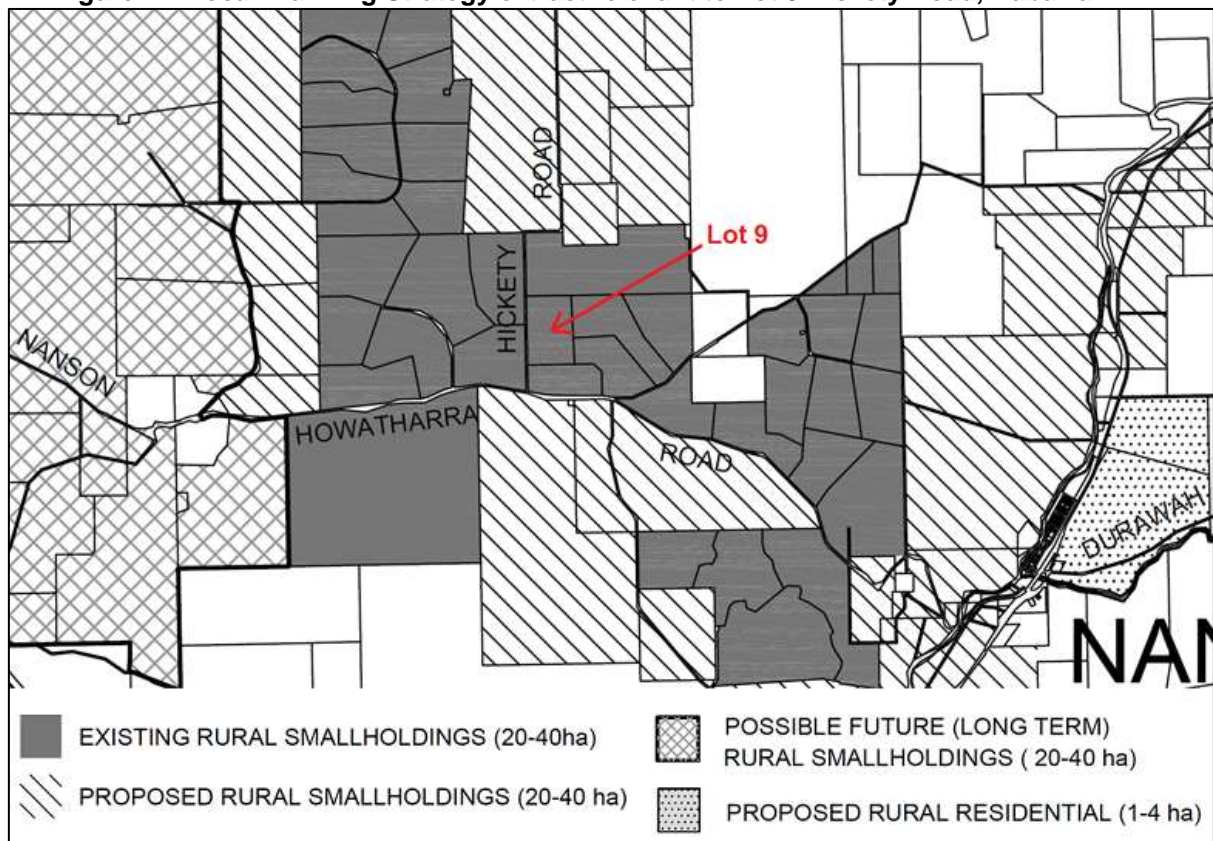 ROAD
Lot 9
HICKETY
NANSON
HOWATHARRA
ROAD
DURAWAH
NAN
EXISTING RURAL SMALLHOLDINGS (20-40ha)
PROPOSED RURAL SMALLHOLDINGS (20-40 ha)
POSSIBLE FUTURE (LONG TERM)
RURAL SMALLHOLDINGS ( 20-40 ha)
PROPOSED RURAL RESIDENTIAL (1-4 ha)